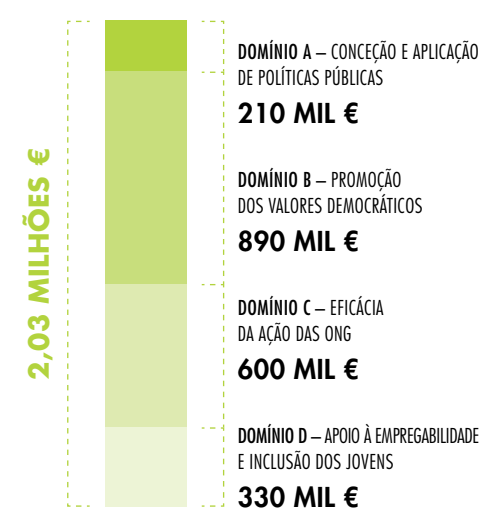 2,03 MILHÕES €
DOMÍNIO A – CONCEÇÃO E APLICAÇÃO
DE POLÍTICAS PÚBLICAS
210 MIL €
DOMÍNIO B – PROMOÇÃO
DOS VALORES DEMOCRÁTICOS
890 MIL €
DOMÍNIO C – EFICÁCIA
DA AÇÃO DAS ONG
600 MIL €
DOMÍNIO D – APOIO À EMPREGABILIDADE
E INCLUSÃO DOS JOVENS
330 MIL €